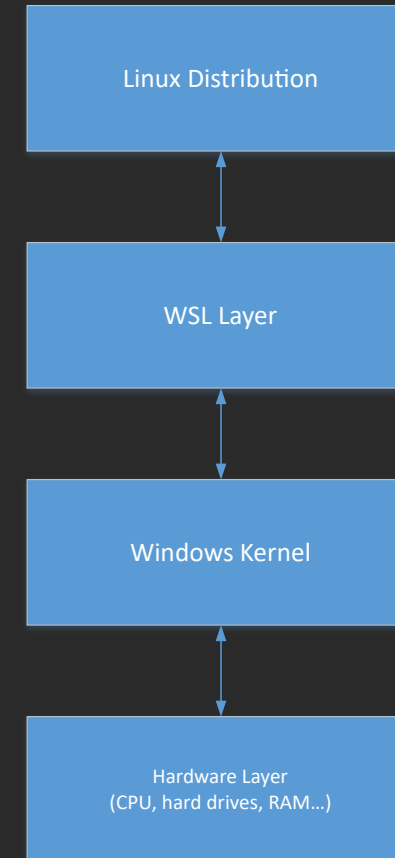 Linux Distribution
WSL Layer
Windows Kernel
Hardware Layer
(CPU, hard drives, RAM…)